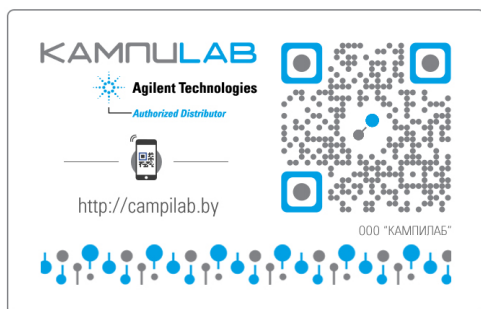 КАМПИLAB
Agilent Technologies
Authorized Distributor
http://campilab.by
ООО "КАМПИЛАБ"